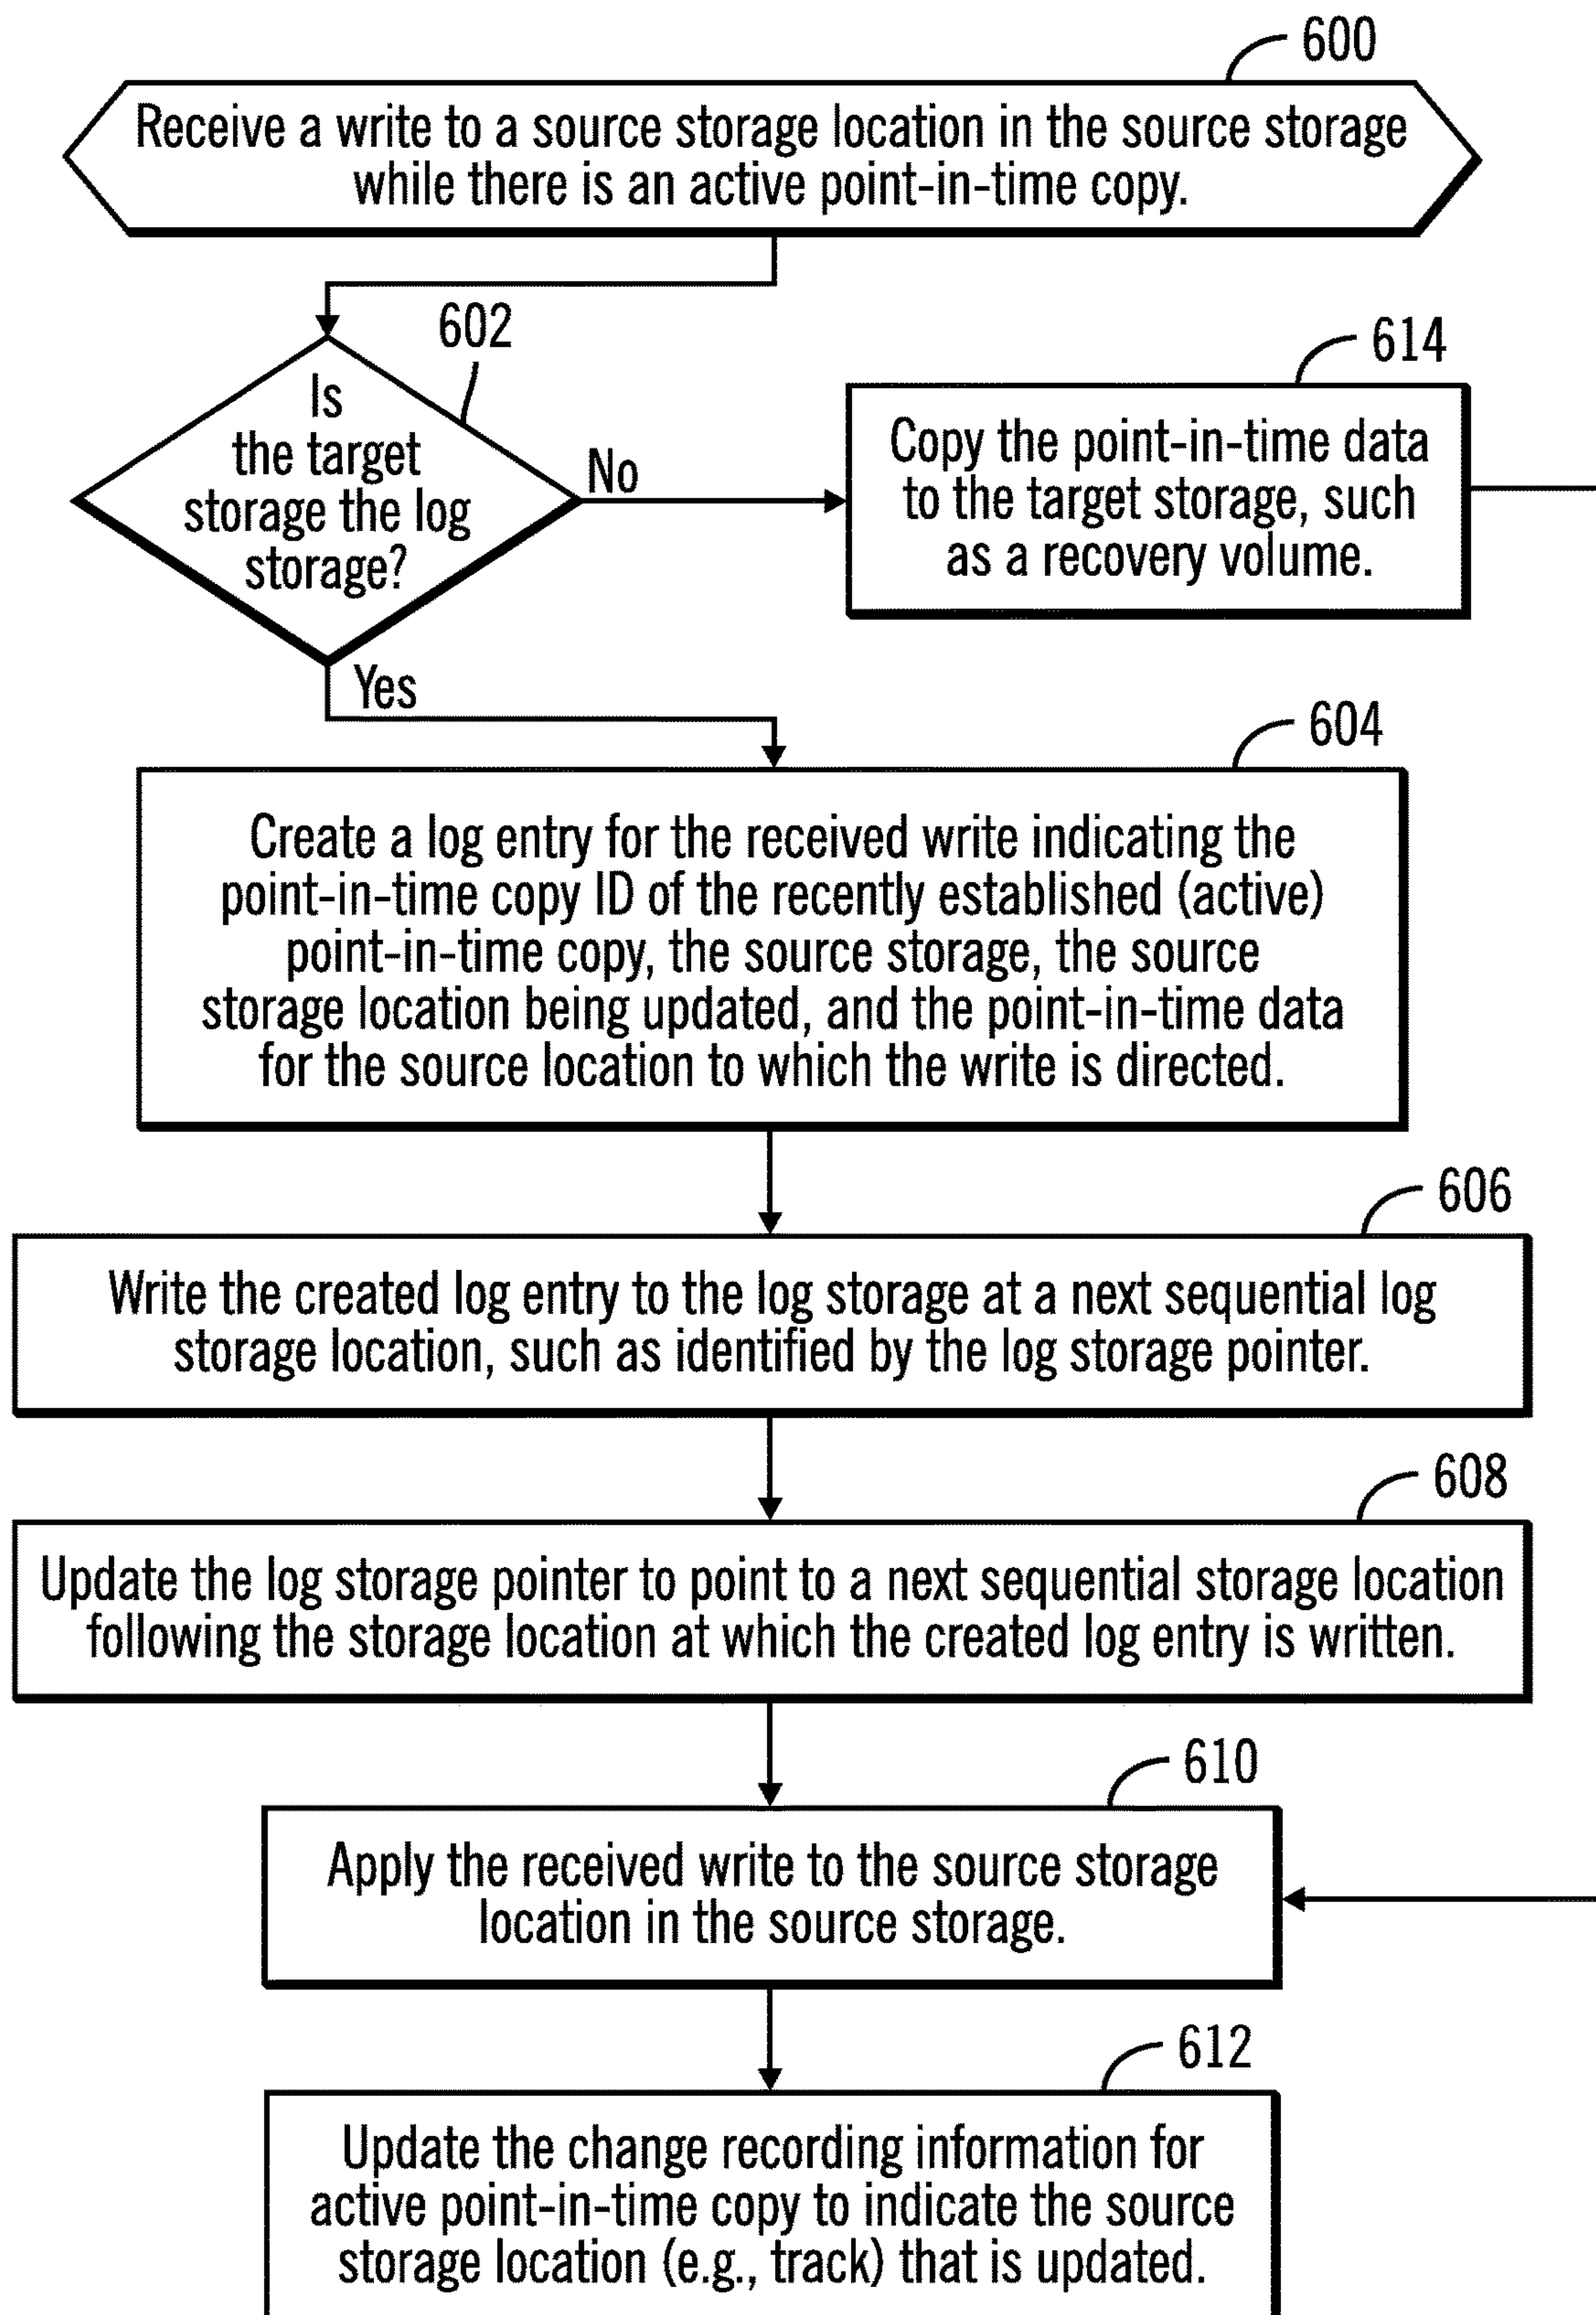 600
Receive a write to a source storage location in the source storage
while there is an active point-in-time copy.
602
Is
the target
storage the log
storage?
No
614
Copy the point-in-time data
to the target storage, such
as a recovery volume.
Yes
604
Create a log entry for the received write indicating the
point-in-time copy ID of the recently established (active)
point-in-time copy, the source storage, the source
storage location being updated, and the point-in-time data
for the source location to which the write is directed.
606
Write the created log entry to the log storage at a next sequential log
storage location, such as identified by the log storage pointer.
608
Update the log storage pointer to point to a next sequential storage location
following the storage location at which the created log entry is written.
610
Apply the received write to the source storage
location in the source storage.
612
Update the change recording information for
active point-in-time copy to indicate the source
storage location (e.g., track) that is updated.